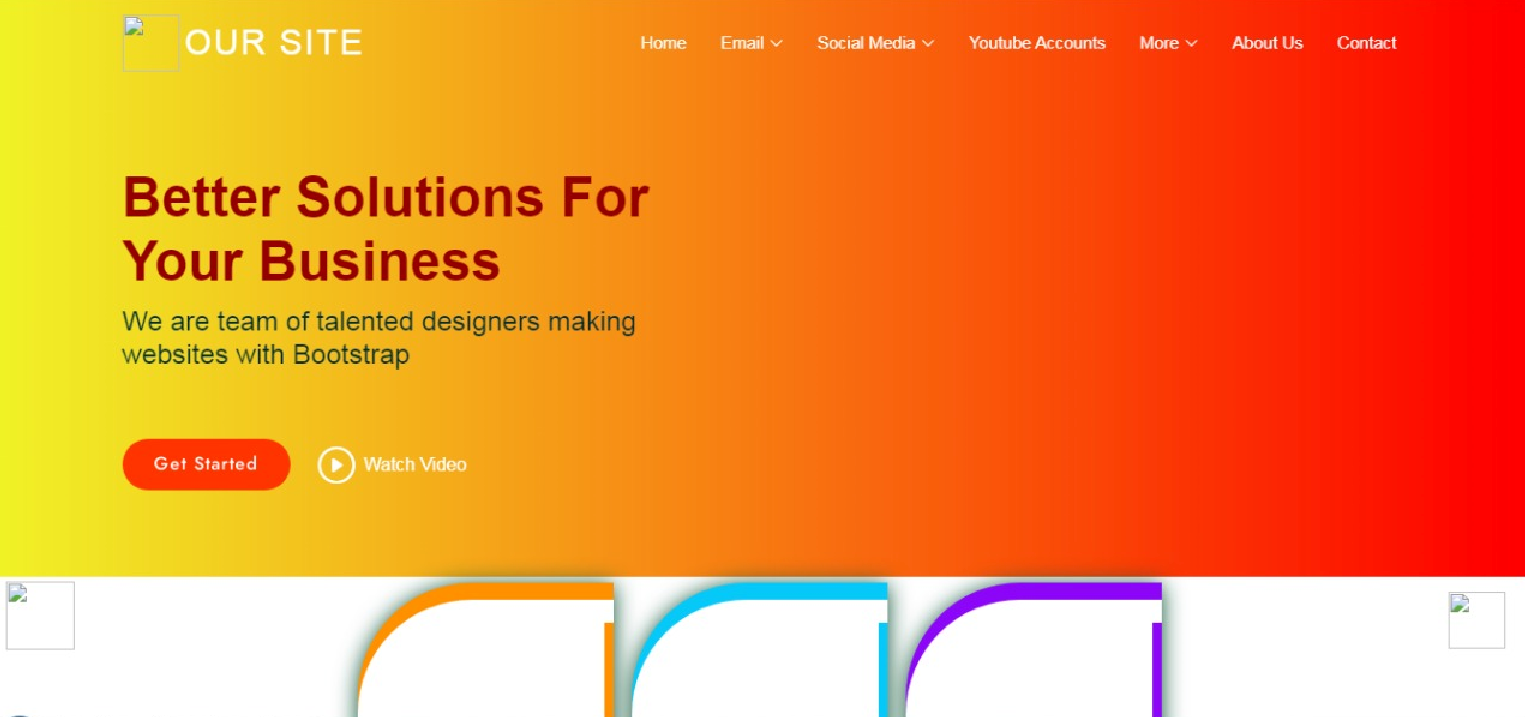 OUR SITE
Home Email Social Media Youtube Accounts More About Us Contact
Better Solutions For
Your Business
We are team of talented designers making
websites with Bootstrap
Get Started Watch Video